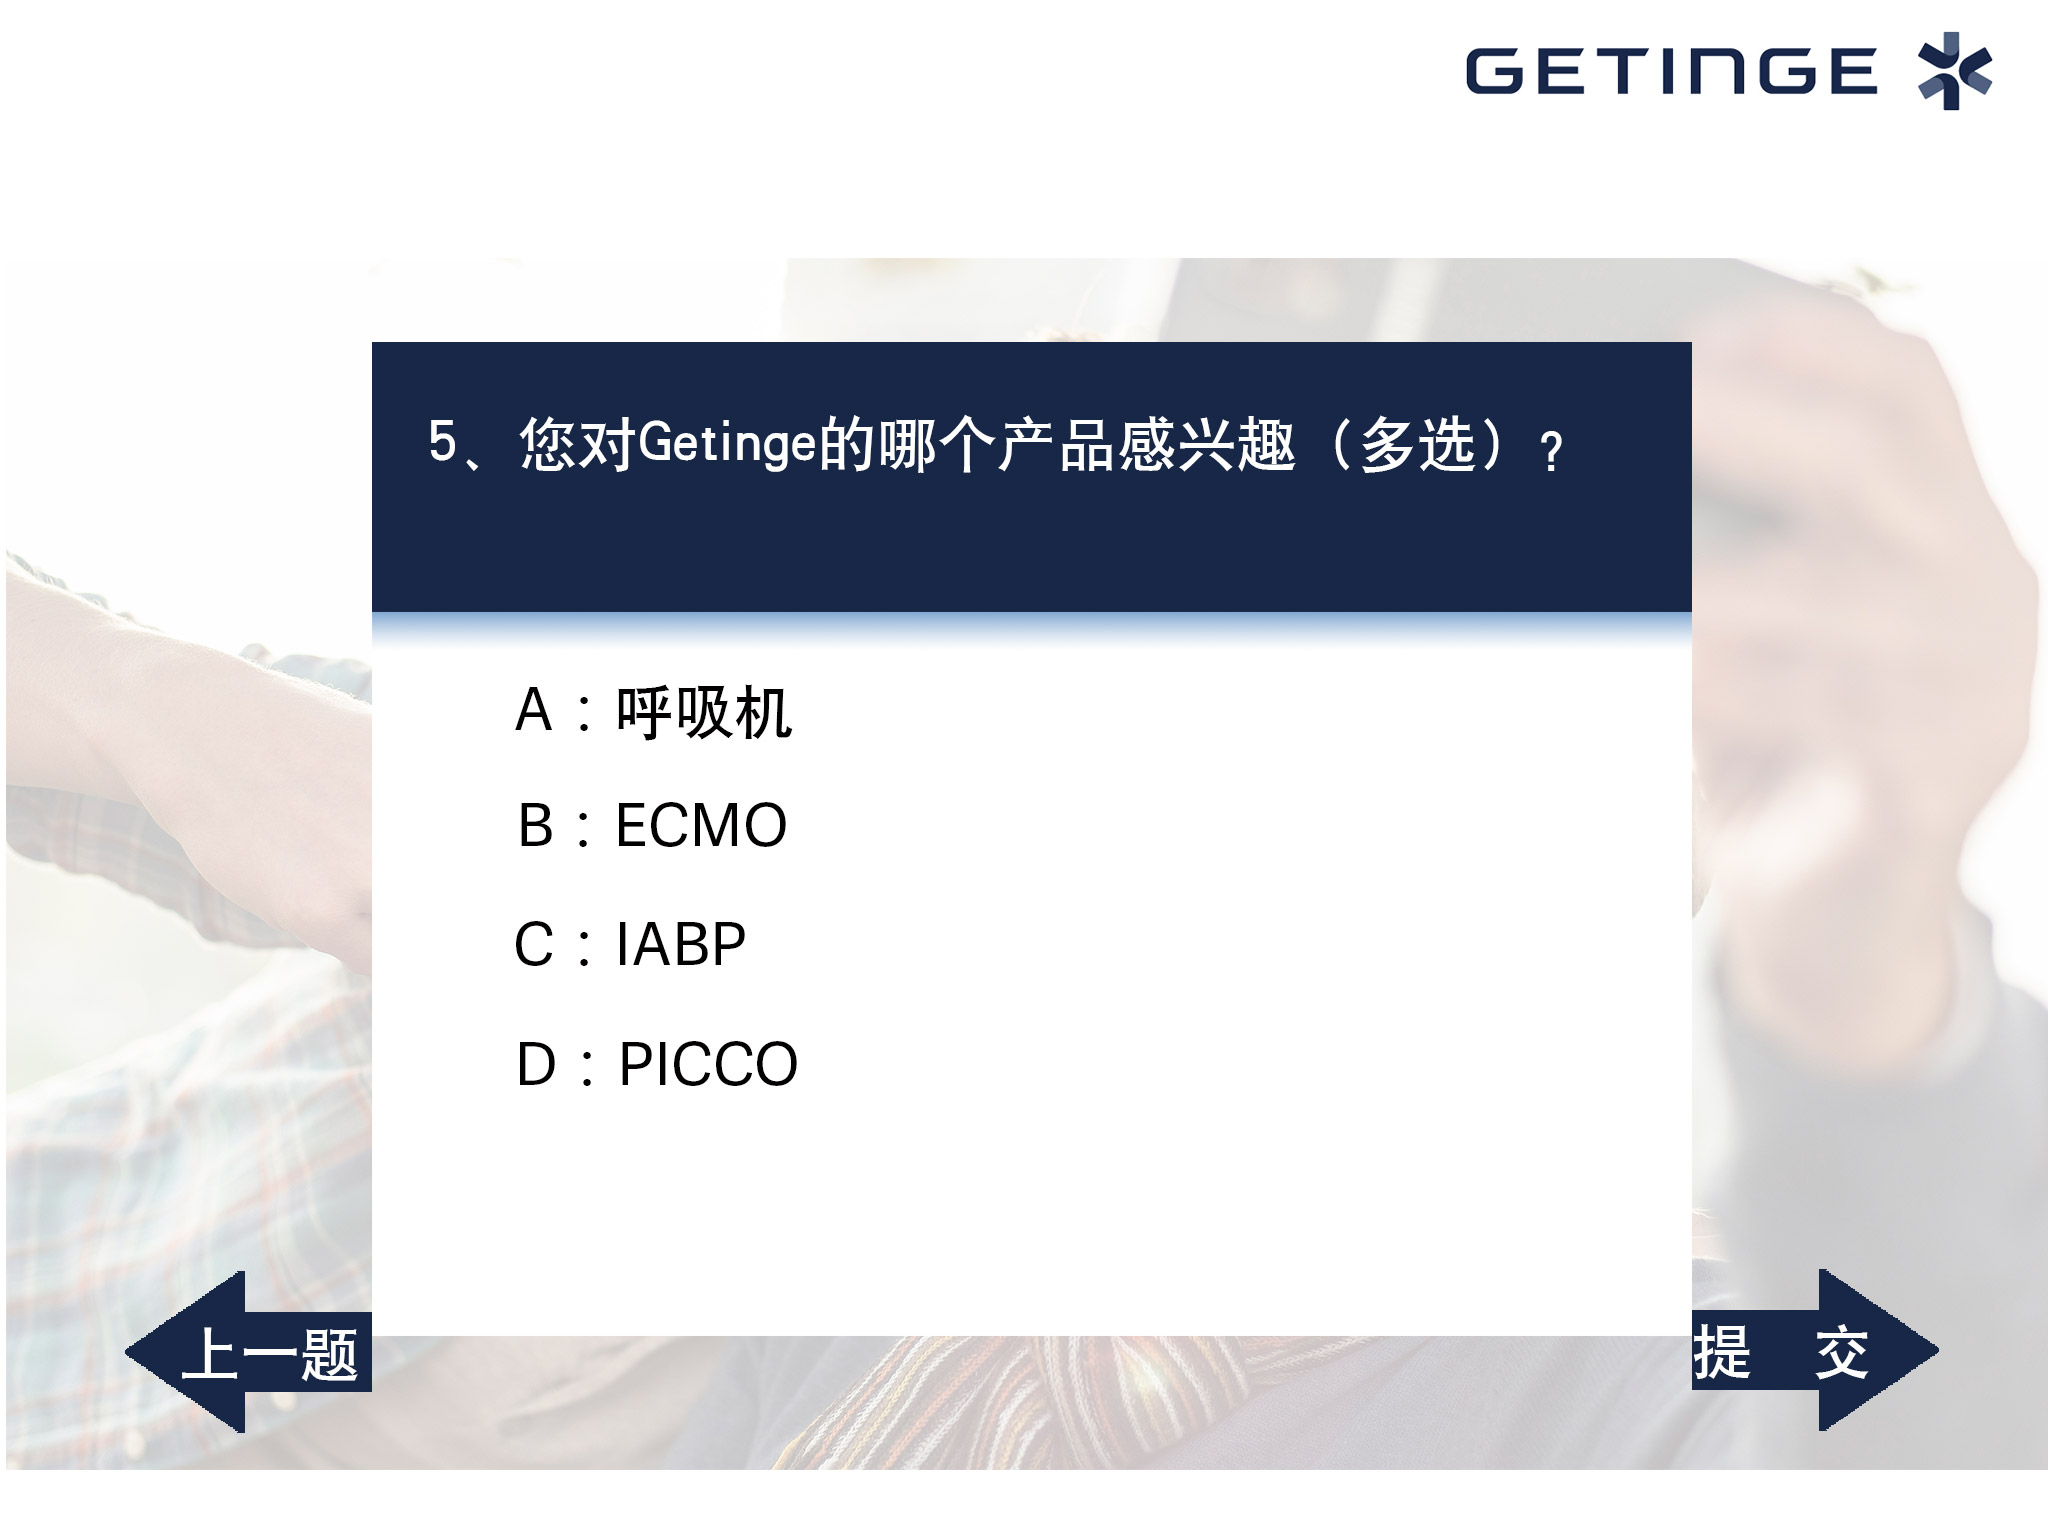 GETINGE
5、您对Getinge的哪个产品感兴趣（多选）?
A：呼吸机
B：ECMO
C：IABP
D：PICCO
上一题
提 交